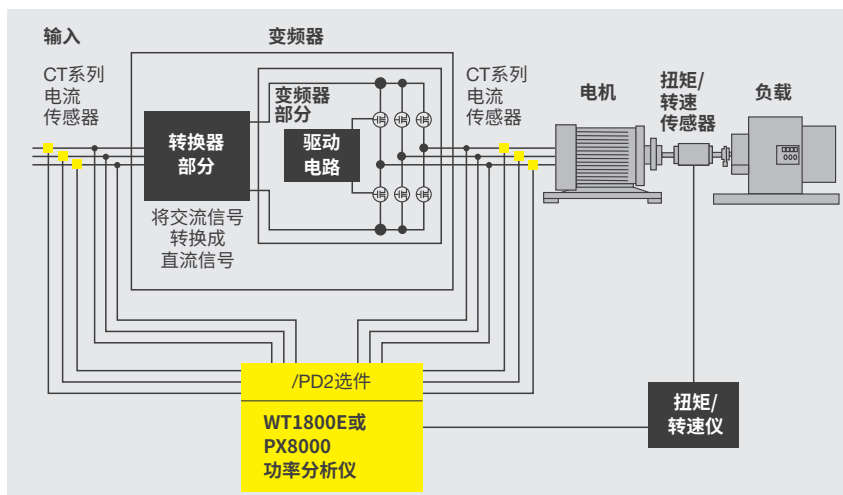 输入
变频器
CT系列
电流
传感器
变频器
部分
转换器
部分
驱动
电路
将交流信号
转换成
直流信号
CT系列
电流
传感器
电机
扭矩/
转速
传感器
负载
/PD2选件
WT1800E或
PX8000
功率分析仪
扭矩/
转速仪